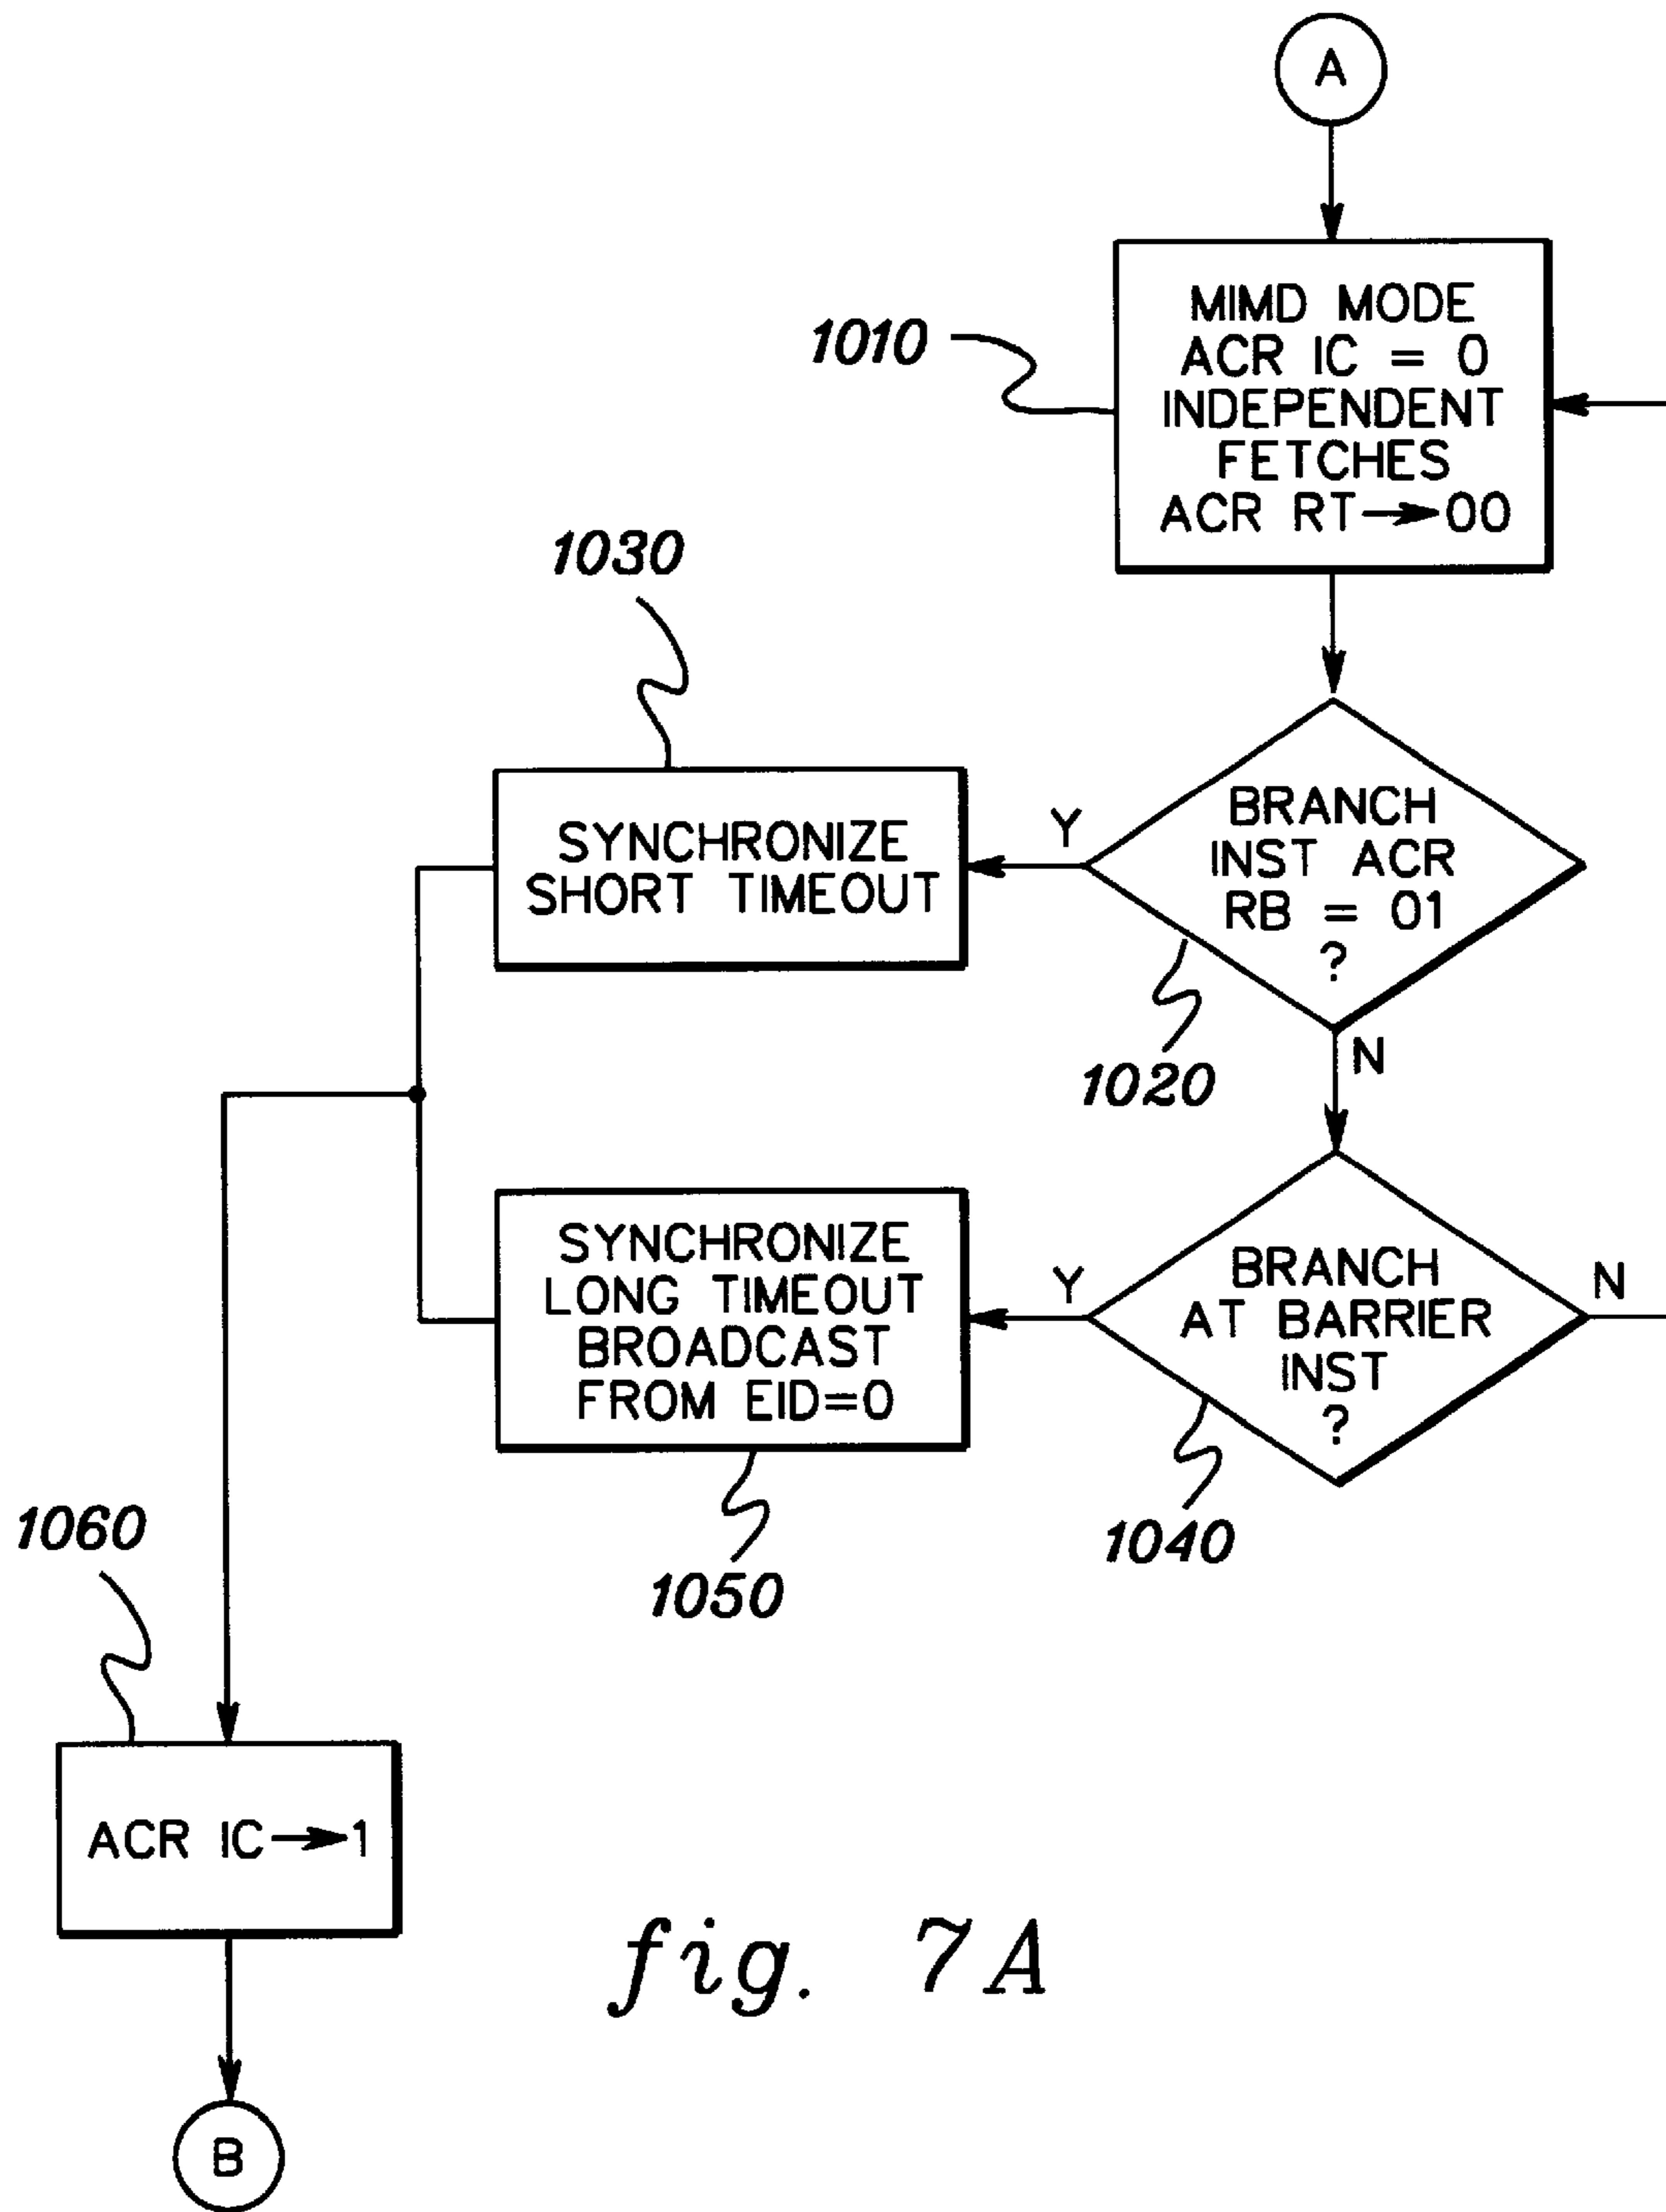 A
MIMD MODE
ACR IC = 0
INDEPENDENT
FETCHES
ACR RT→00
1010
1030
SYNCHRONIZE
SHORT TIMEOUT
Y
BRANCH
INST ACR
RB = 01
?
1020
N
SYNCHRONIZE
LONG TIMEOUT
BROADCAST
FROM EID=0
Y
BRANCH
AT BARRIER
INST
?
N
1040
1050
1060
ACR IC→1
fig. 7A
B